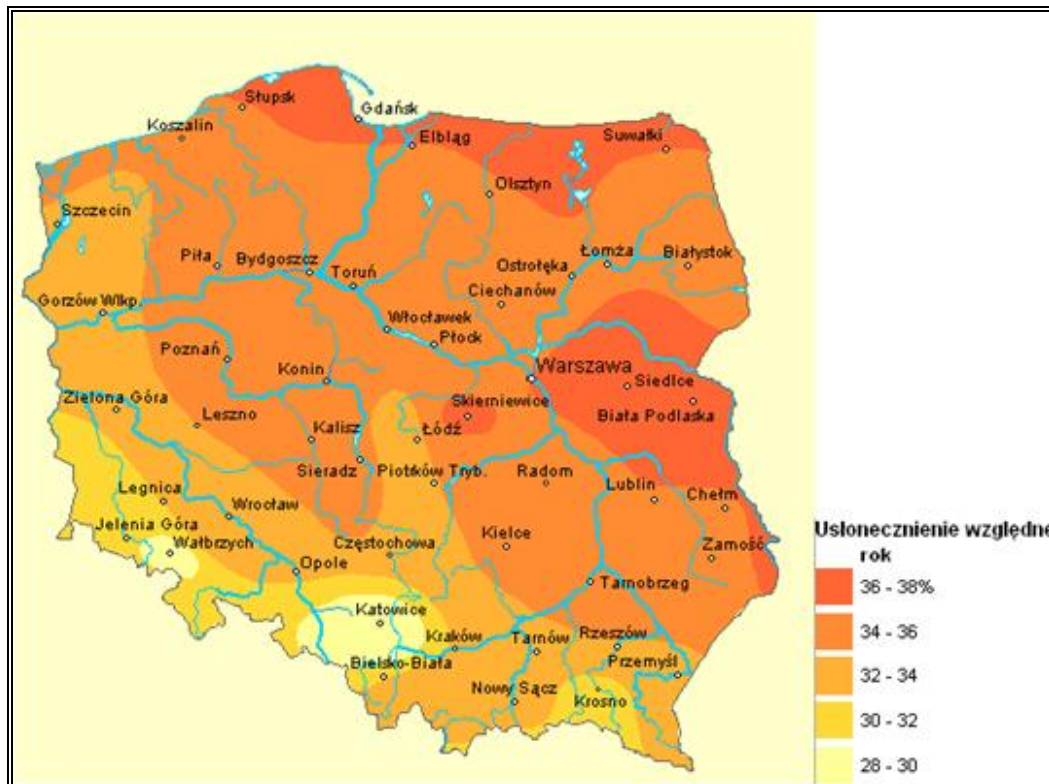 Słupsk
Gdańsk
Koszalin
Elbląg
Suwałki
Olsztyn
Szczecin
Piła
Bydgoszcz
Toruń
Łomża
Białystok
Ostrołęka
Ciechanów
Gorzów Wlkp.
Włocławek
Płock
Poznań
Konin
Warszawa
Siedlce
Zielona Góra
Skierniewice
Biała Podlaska
Leszno
Kalisz
Łódź
Sieradz
Piotrków Tryb.
Radom
Legnica
Wrocław
Lublin
Chełm
Jelenia Góra
Wałbrzych
Częstochowa
Kielce
Zamość
Opole
Tarnobrzeg
Katowice
Kraków
Tarnów
Rzeszów
Bielsko-Biała
Przemyśl
Nowy Sącz
Krosno
Usłonecznienie względne
rok
36 - 38%
34 - 36
32 - 34
30 - 32
28 - 30